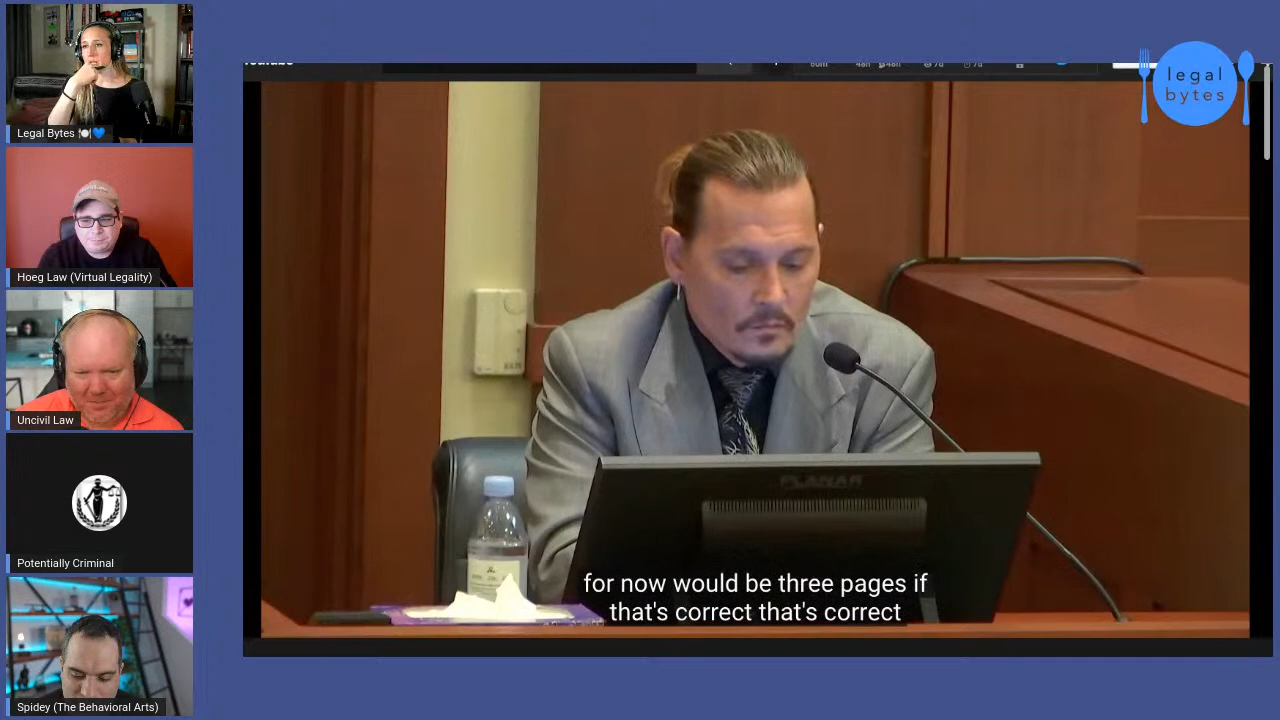 legal
bytes
Legal Bytes 🍽️💙
Hoeg Law (Virtual Legality)
Uncivil Law
Potentially Criminal
Spidey (The Behavioral Arts)
PLANAR
for now would be three pages if
that's correct that's correct